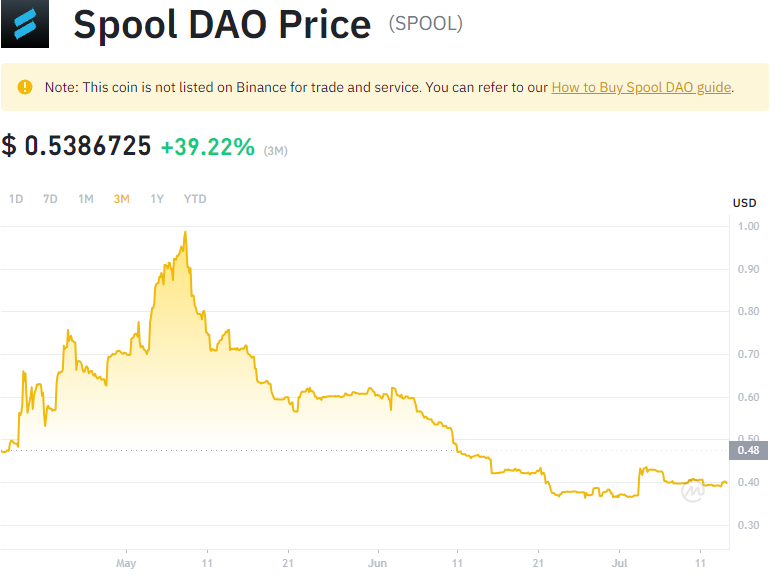 Spool DAO Price (SPOOL)
Note: This coin is not listed on Binance for trade and service. You can refer to our How to Buy Spool DAO guide.
$ 0.5386725 +39.22% (3M)
1D 7D 1M 3M 1Y YTD
USD
1.00
0.90
0.80
0.70
0.60
0.50
0.48
0.40
0.30
May 11 21 Jun 11 21 Jul 11